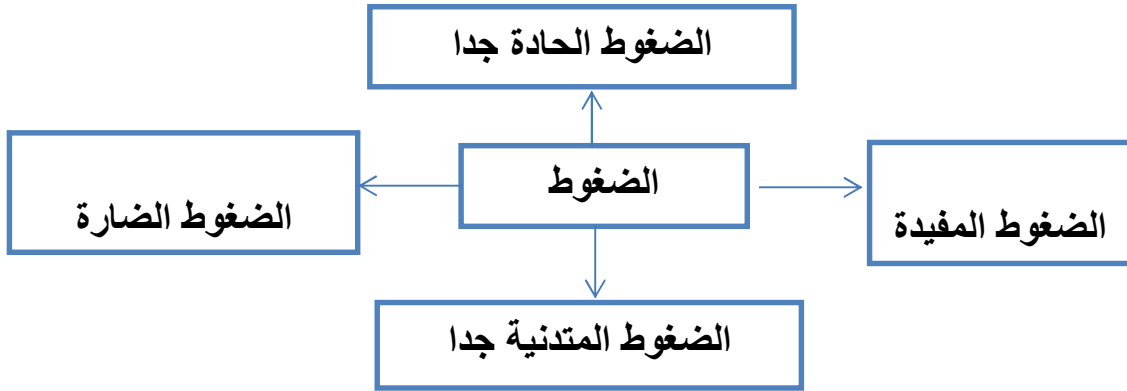 الضغوط الحادة جدا
الضغوط
الضغوط المفيدة
الضغوط الضارة
الضغوط المتدنية جدا